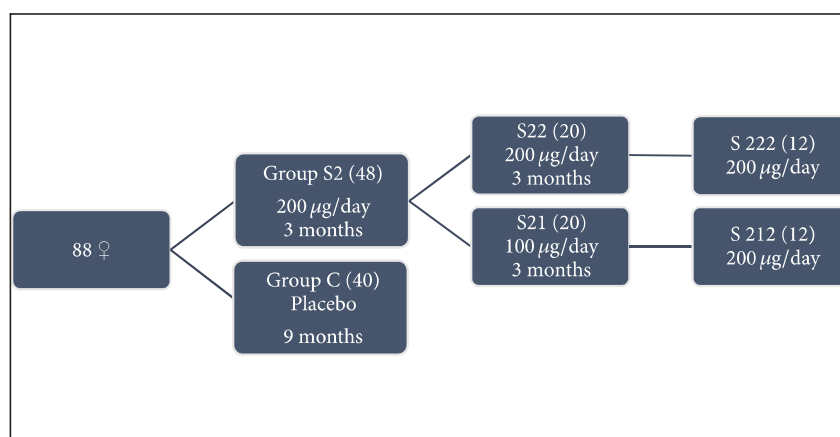 88 ♀
Group S2 (48)
200 μg/day
3 months
Group C (40)
Placebo
9 months
S22 (20)
200 μg/day
3 months
S21 (20)
100 μg/day
3 months
S 222 (12)
200 μg/day
S 212 (12)
200 μg/day